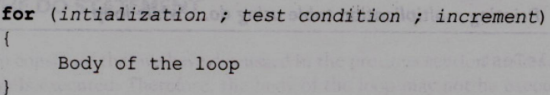 for (intialization ; test condition ; increment)
{
Body of the loop
}